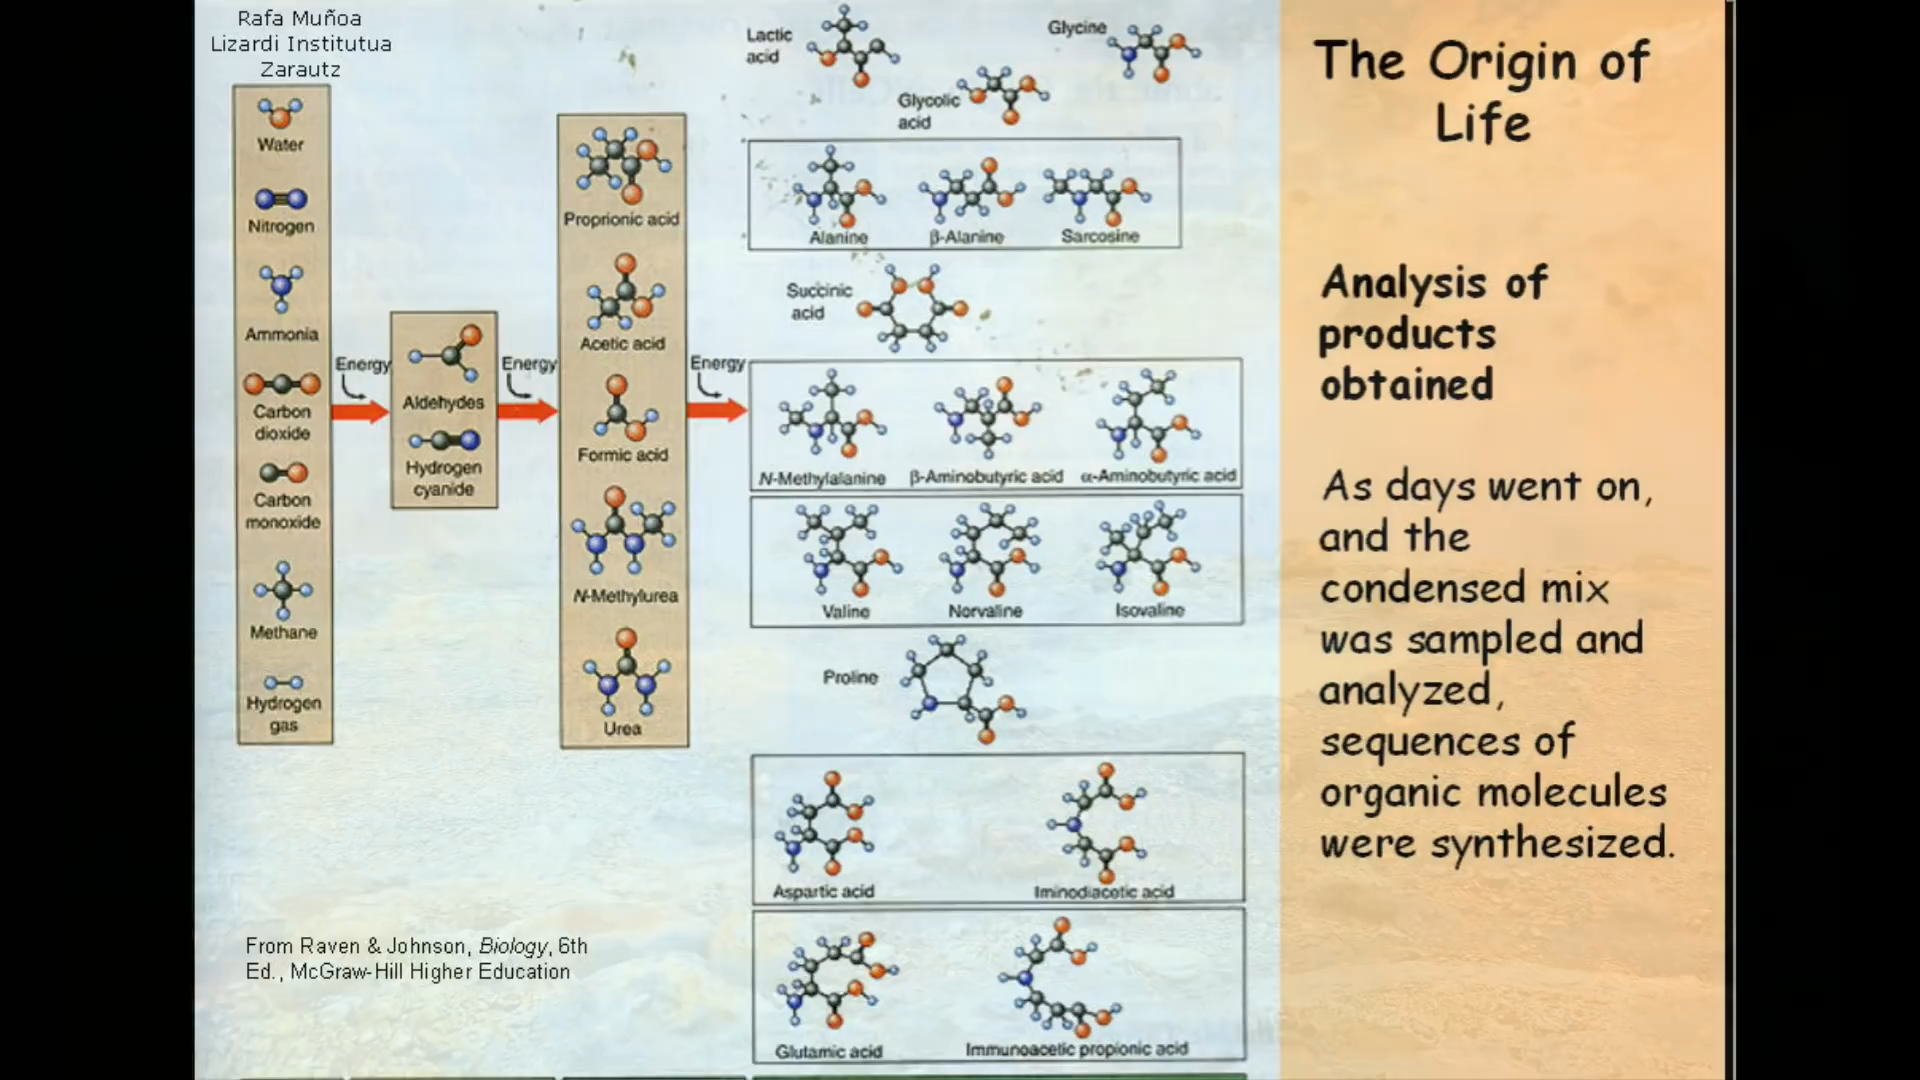 Rafa Muñoa
Lizardi Institutua
Zarautz
Water
Nitrogen
Ammonia
Carbon
dioxide
Carbon
monoxide
Methane
Hydrogen
gas
Energy
Aldehydes
Hydrogen
cyanide
Energy
Proprionic acid
Acetic acid
Formic acid
N-Methylurea
Urea
Energy
Lactic
acid
Glycine
Glycolic
acid
Alanine
β-Alanine
Sarcosine
Succinic
acid
N-Methylalanine
β-Aminobutyric acid
α-Aminobutyric acid
Valine
Norvaline
Isovaline
Proline
Aspartic acid
Iminodiacetic acid
Glutamic acid
Immunoacetic propionic acid
From Raven & Johnson, Biology, 6th
Ed., McGraw-Hill Higher Education
The Origin of
Life
Analysis of
products
obtained
As days went on,
and the
condensed mix
was sampled and
analyzed,
sequences of
organic molecules
were synthesized.